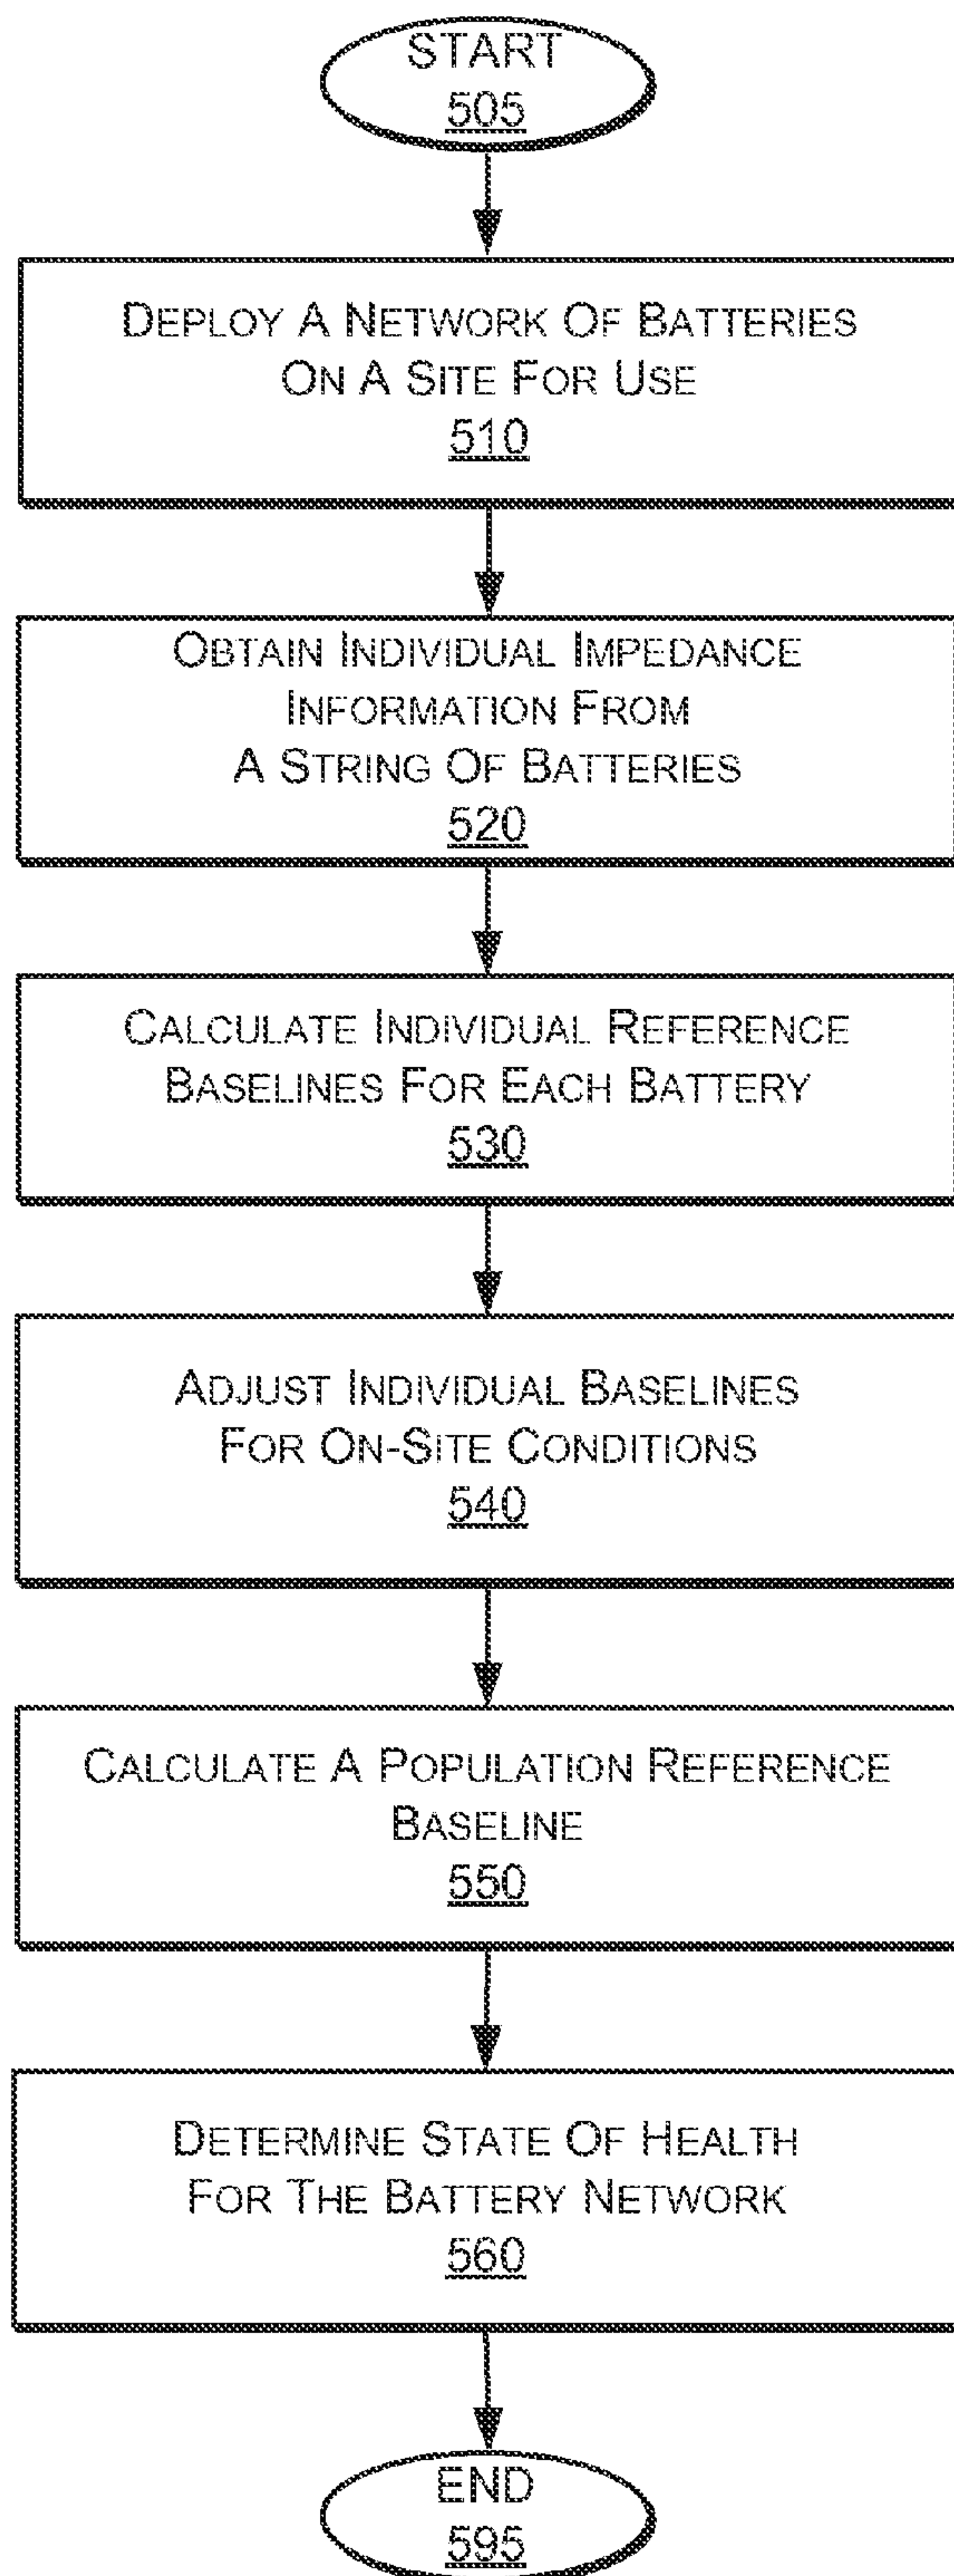 START
505
DEPLOY A NETWORK OF BATTERIES
ON A SITE FOR USE
510
OBTAIN INDIVIDUAL IMPEDANCE
INFORMATION FROM
A STRING OF BATTERIES
520
CALCULATE INDIVIDUAL REFERENCE
BASELINES FOR EACH BATTERY
530
ADJUST INDIVIDUAL BASELINES
FOR ON-SITE CONDITIONS
540
CALCULATE A POPULATION REFERENCE
BASELINE
550
DETERMINE STATE OF HEALTH
FOR THE BATTERY NETWORK
560
END
595